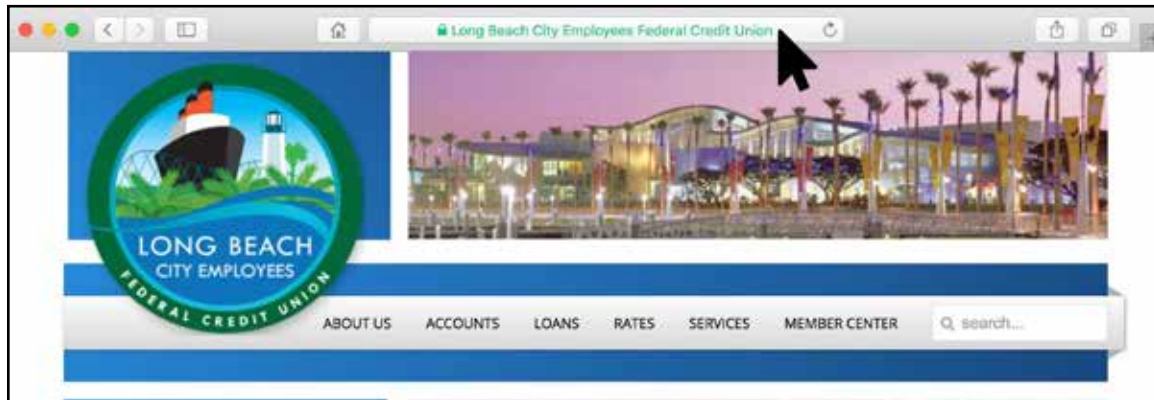 Long Beach City Employees Federal Credit Union
LONG BEACH
CITY EMPLOYEES
FEDERAL CREDIT UNION
ABOUT US ACCOUNTS LOANS RATES SERVICES MEMBER CENTER search...